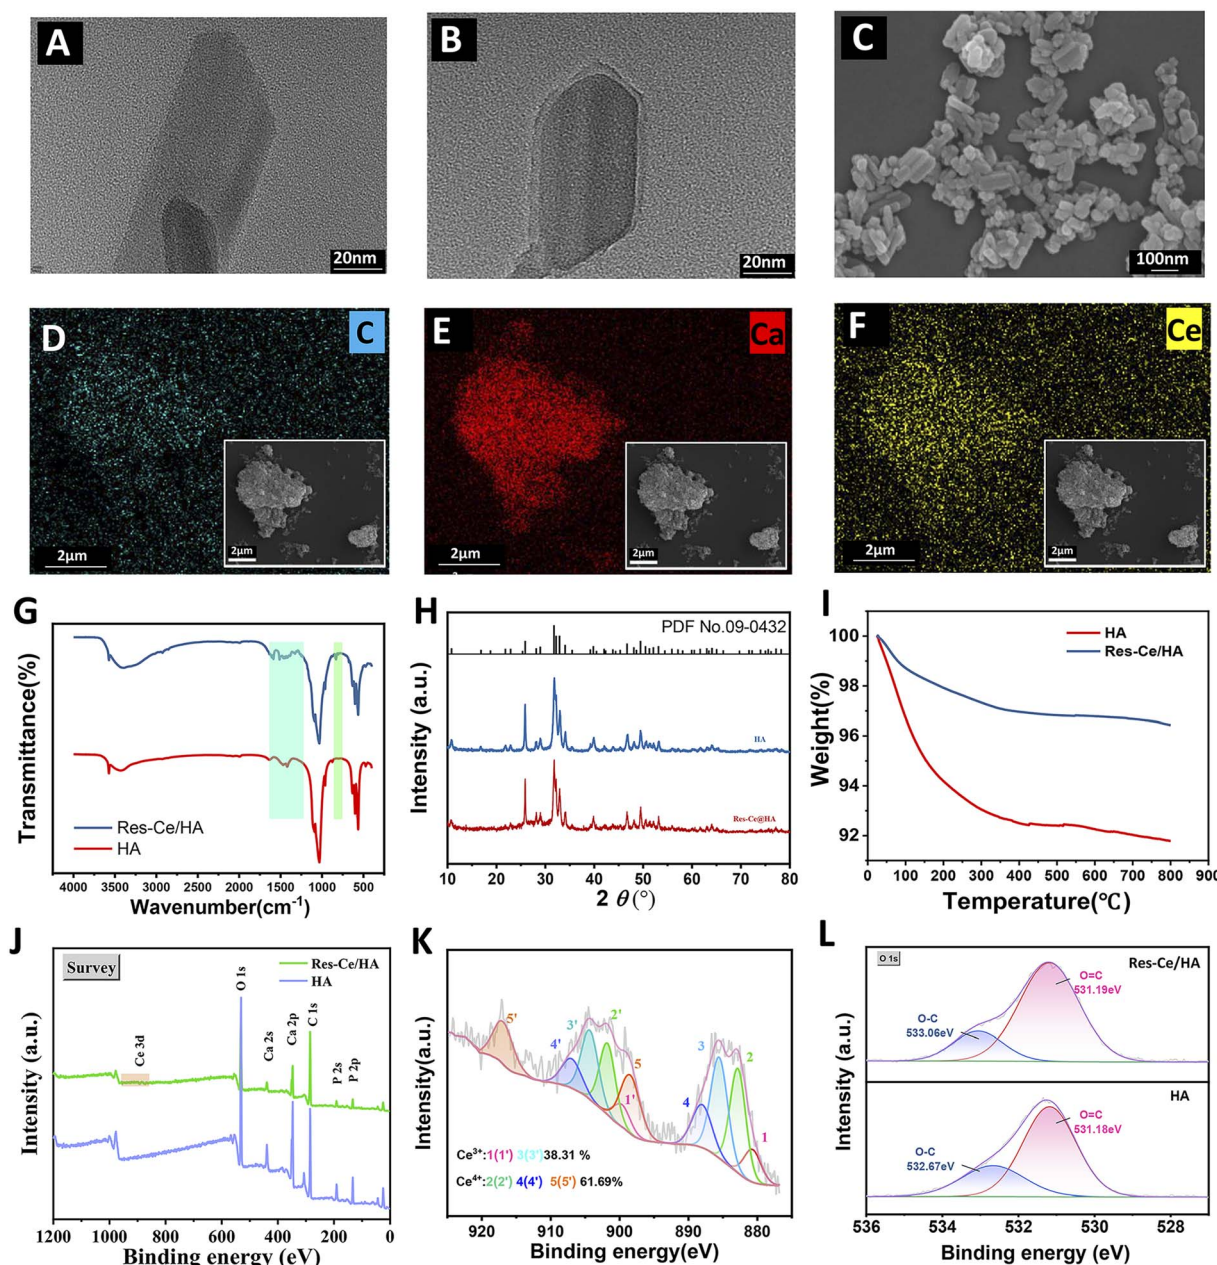 A
20nm
B
20nm
C
100nm
D
C
2μm
2μm
E
Ca
2μm
2μm
F
Ce
2μm
2μm
G
Transmittance(%)
Res-Ce/HA
HA
4000 3500 3000 2500 2000 1500 1000 500
Wavenumber(cm⁻¹)
H
PDF No.09-0432
Intensity (a.u.)
HA
Res-Ce@HA
10 20 30 40 50 60 70 80
2 θ (°)
I
HA
Res-Ce/HA
Weight(%)
100
98
96
94
92
0 100 200 300 400 500 600 700 800 900
Temperature(℃)
J
Survey
Res-Ce/HA
HA
Intensity (a.u.)
Ce 3d
O 1s
Ca 2s
Ca 2p
C 1s
P 2s
P 2p
1200 1000 800 600 400 200 0
Binding energy (eV)
K
Intensity(a.u.)
5'
4'
3'
2'
1'
5
4
3
2
1
Ce³⁺:1(1') 3(3')38.31 %
Ce⁴⁺:2(2') 4(4') 5(5') 61.69%
920 910 900 890 880
Binding energy(eV)
L
O 1s
Res-Ce/HA
O=C
531.19eV
O-C
533.06eV
HA
O=C
531.18eV
O-C
532.67eV
Intensity (a.u.)
536 534 532 530 528
Binding energy (eV)